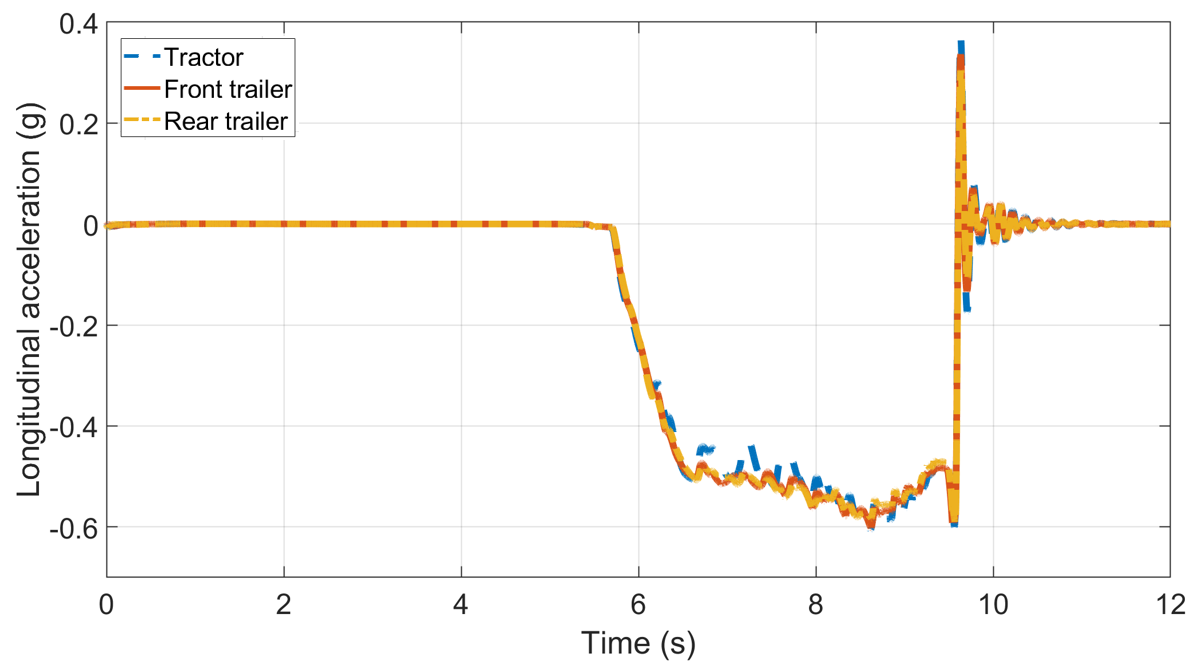 0.4
0.2
0
-0.2
-0.4
-0.6
Longitudinal acceleration (g)
Tractor
Front trailer
Rear trailer
0 2 4 6 8 10 12
Time (s)